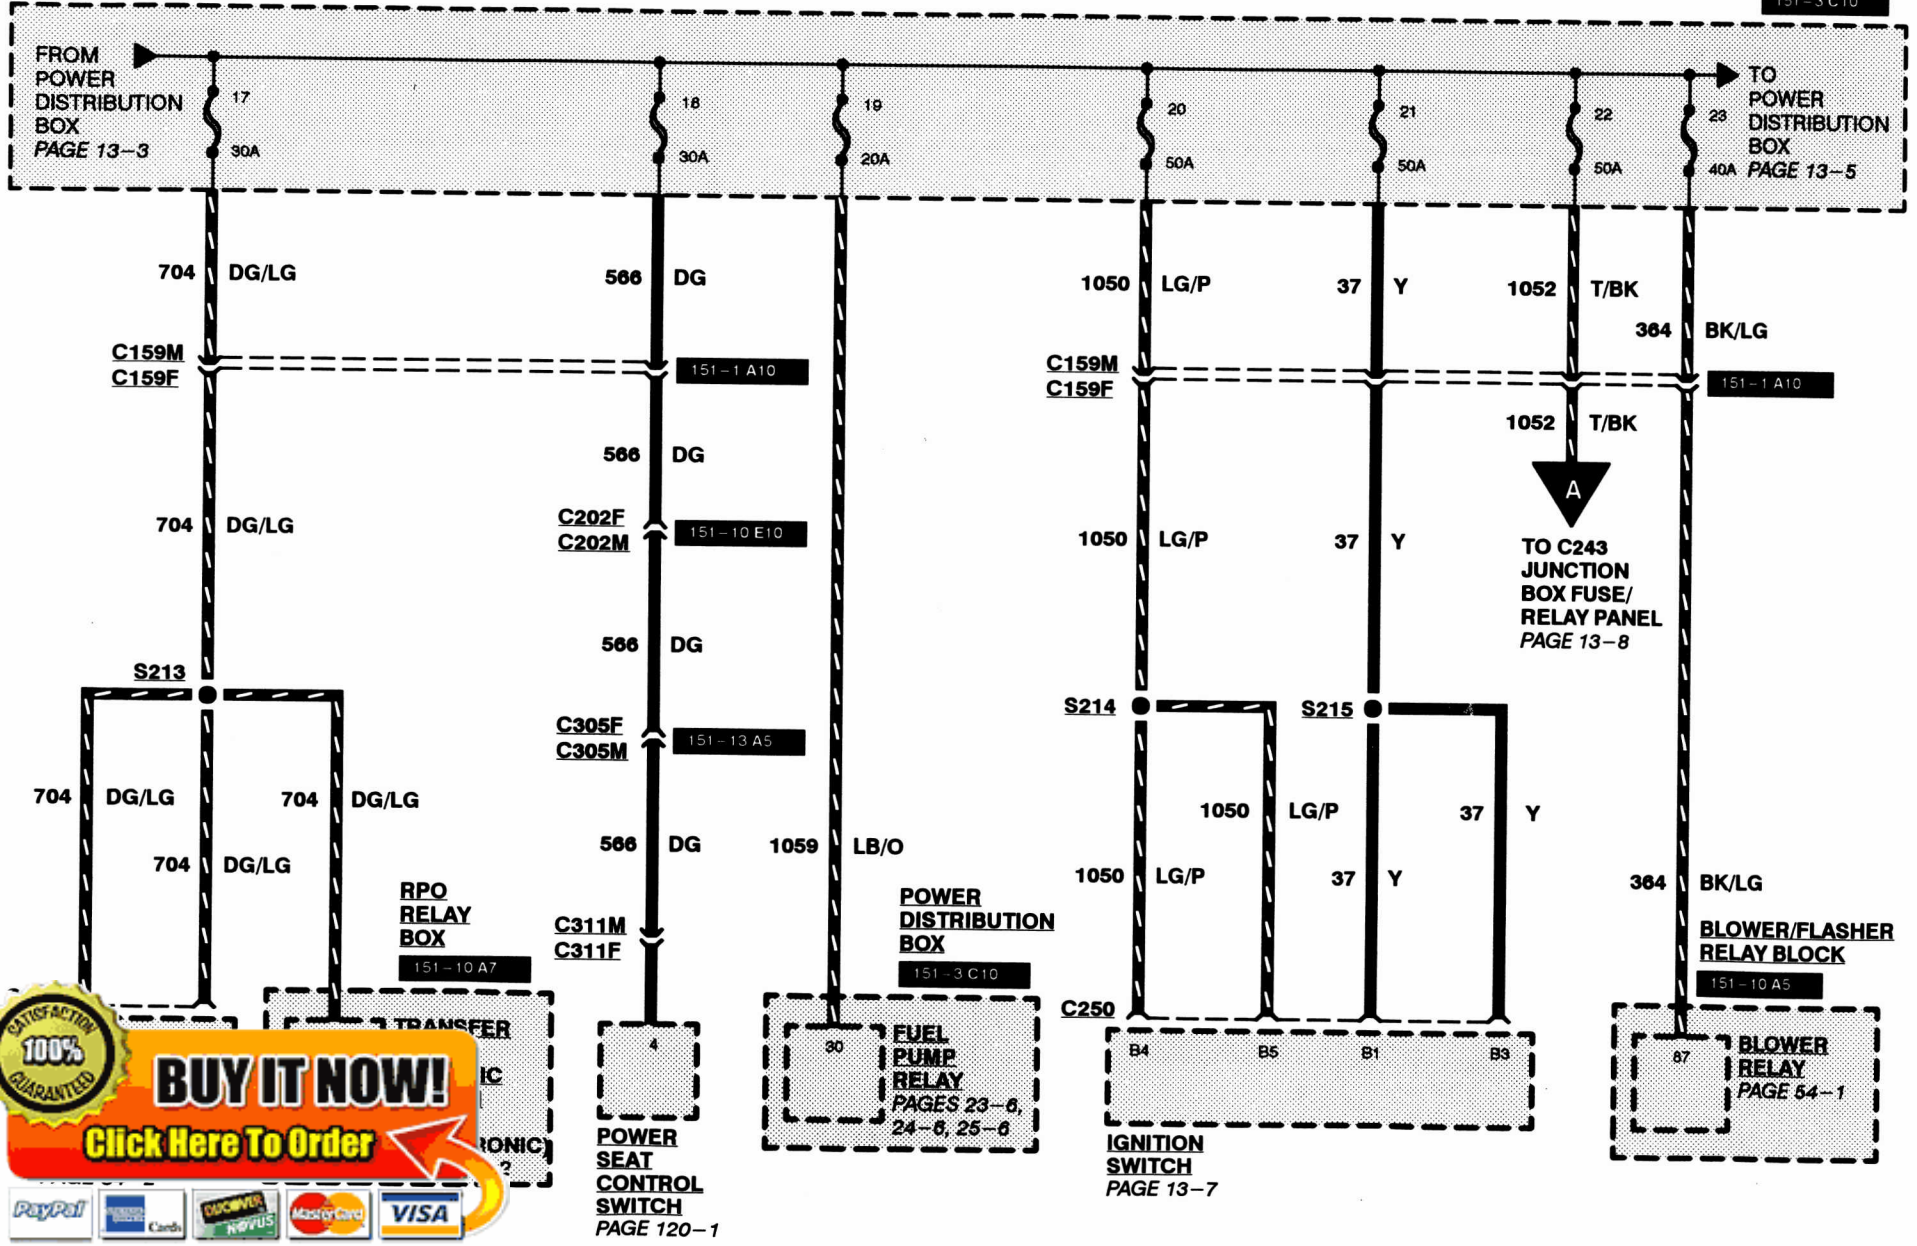 151-3 C10
FROM
POWER
DISTRIBUTION
BOX
PAGE 13-3
17
30A
18
30A
19
20A
20
50A
21
50A
22
50A
23
40A
TO
POWER
DISTRIBUTION
BOX
PAGE 13-5
704 DG/LG
566 DG
1050 LG/P
37 Y
1052 T/BK
364 BK/LG
C159M
C159F
151-1 A10
C159M
C159F
151-1 A10
1052 T/BK
A
TO C243
JUNCTION
BOX FUSE/
RELAY PANEL
PAGE 13-8
566 DG
704 DG/LG
C202F
C202M
151-10 E10
1050 LG/P
37 Y
566 DG
S213
C305F
C305M
151-13 A5
S214
S215
704 DG/LG
704 DG/LG
704 DG/LG
566 DG
1059 LB/O
1050 LG/P
37 Y
1050 LG/P
37 Y
364 BK/LG
RPO
RELAY
BOX
151-10 A7
C311M
C311F
POWER
DISTRIBUTION
BOX
151-3 C10
BLOWER/FLASHER
RELAY BLOCK
151-10 A5
C250
TRANSFER
4
POWER
SEAT
CONTROL
SWITCH
PAGE 120-1
30
FUEL
PUMP
RELAY
PAGES 23-6,
24-6, 25-6
B4
B5
B1
B3
IGNITION
SWITCH
PAGE 13-7
87
BLOWER
RELAY
PAGE 54-1
SATISFACTION
100%
GUARANTEED
BUY IT NOW!
Click Here To Order
PayPal
Cards
DISCOVER
NOVUS
MasterCard
VISA